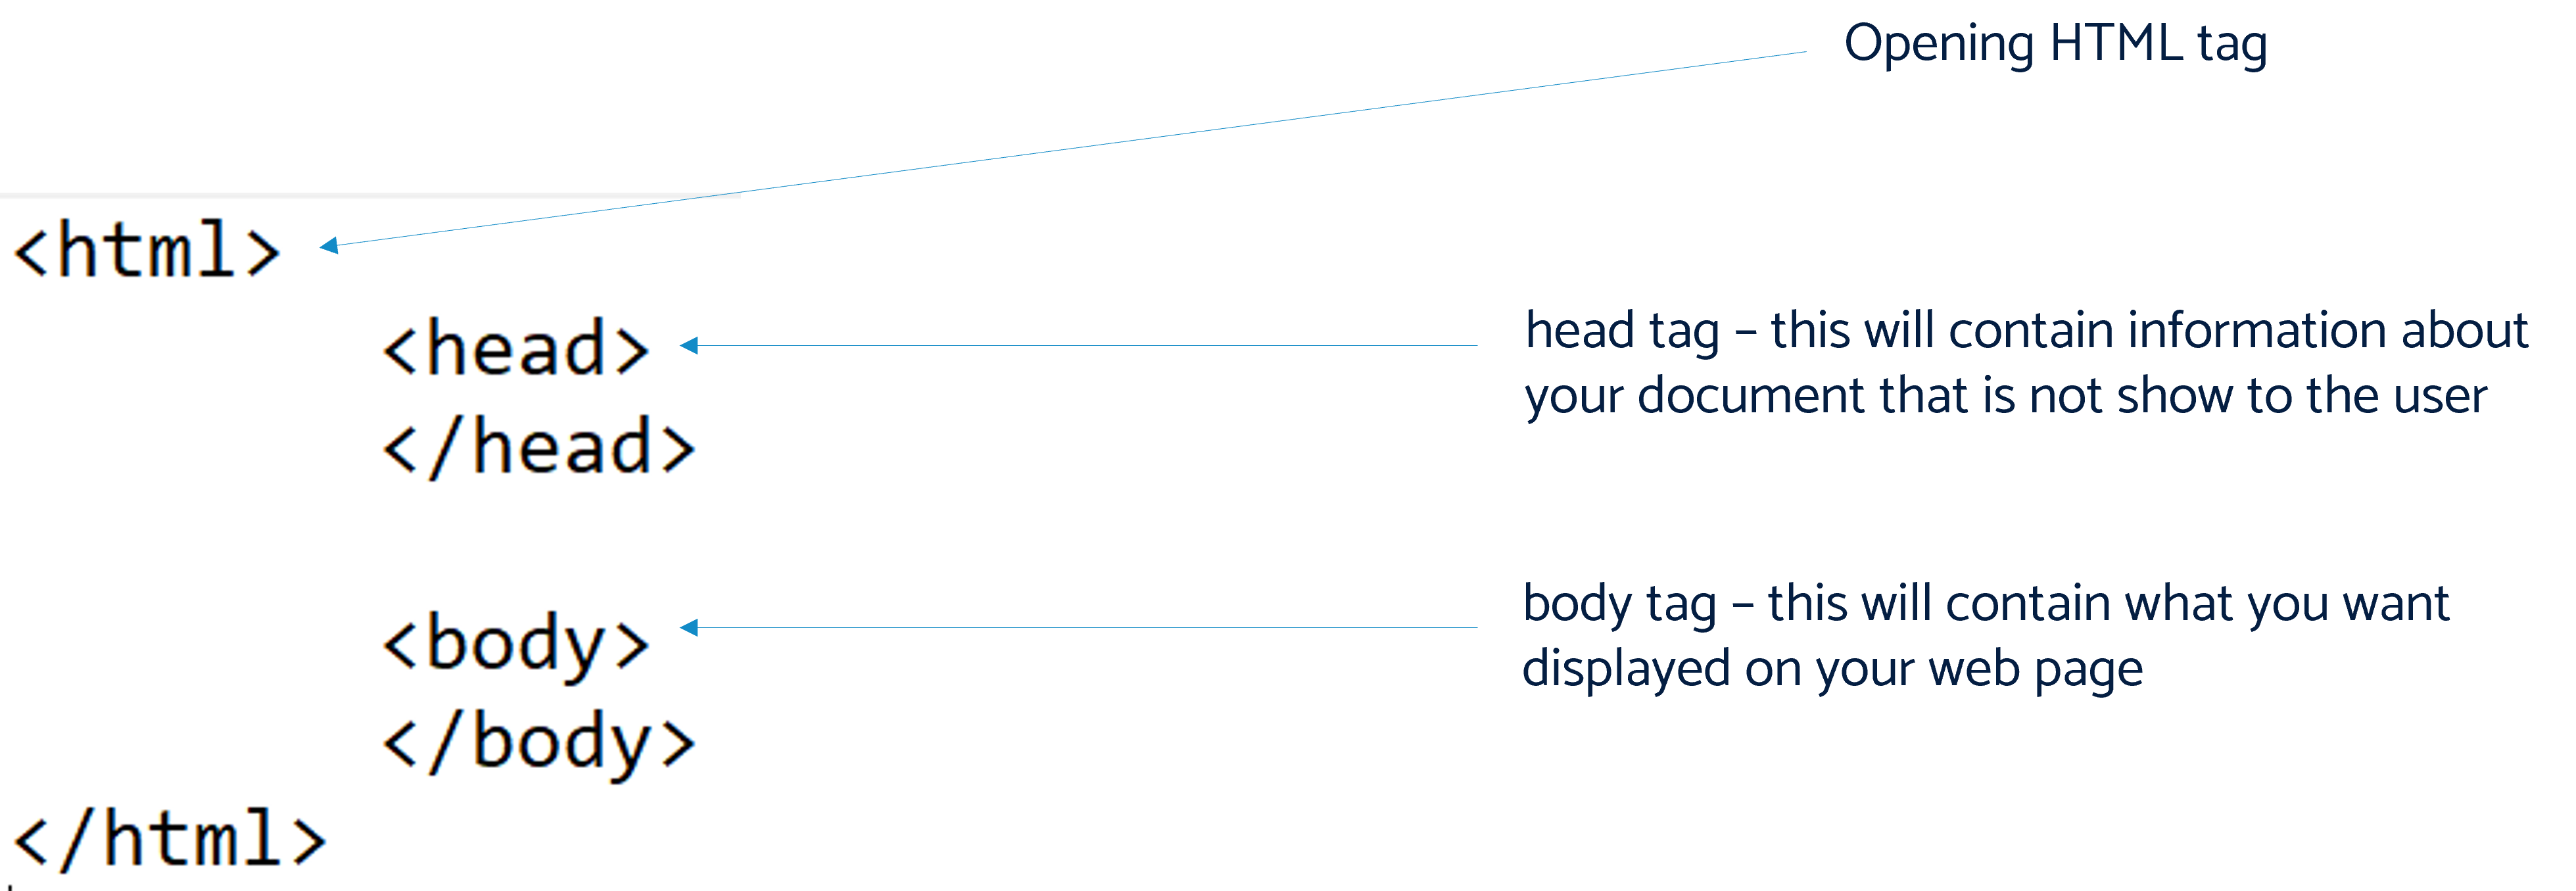 Opening HTML tag
<html>
<head>
head tag – this will contain information about
your document that is not show to the user
</head>
<body>
body tag – this will contain what you want
displayed on your web page
</body>
</html>